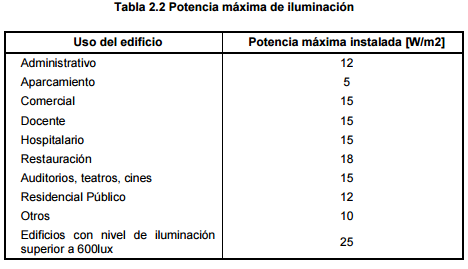 Tabla 2.2 Potencia máxima de iluminación
Uso del edificio Potencia máxima instalada [W/m2]
Administrativo 12
Aparcamiento 5
Comercial 15
Docente 15
Hospitalario 15
Restauración 18
Auditorios, teatros, cines 15
Residencial Público 12
Otros 10
Edificios con nivel de iluminación
superior a 600lux 25